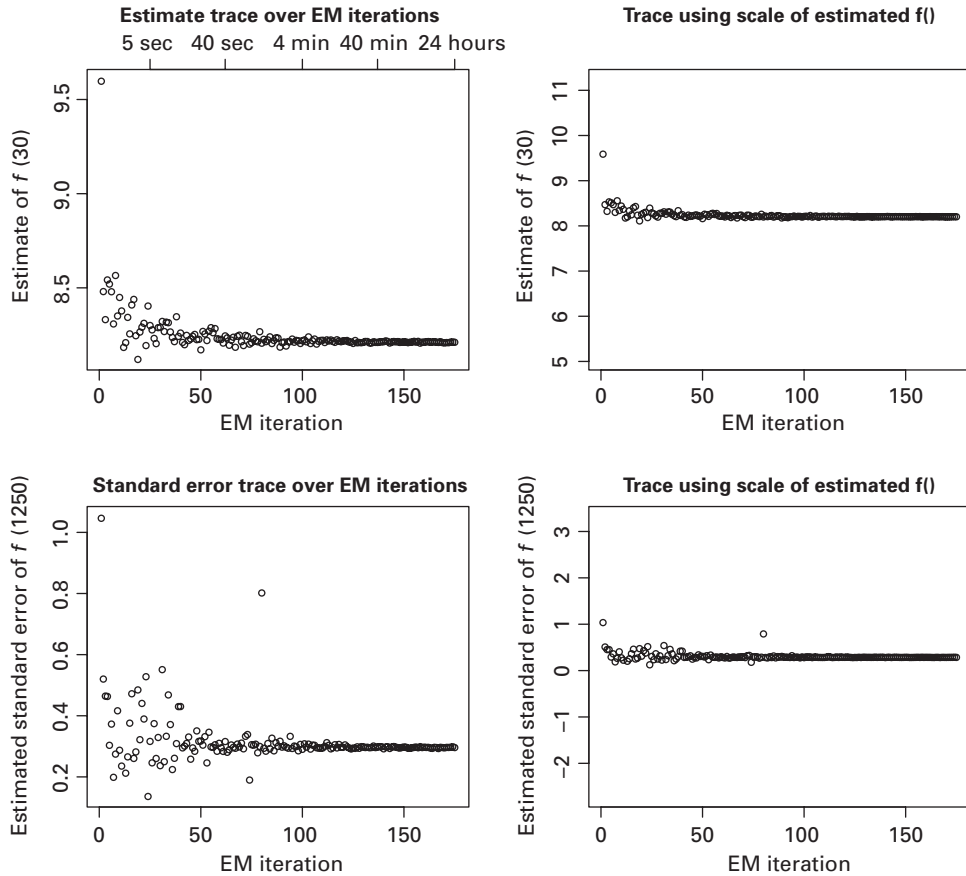 Estimate trace over EM iterations
5 sec 40 sec 4 min 40 min 24 hours
Estimate of f (30)
9.5
9.0
8.5
0 50 100 150
EM iteration
Trace using scale of estimated f()
Estimate of f (30)
11
10
9
8
7
6
5
0 50 100 150
EM iteration
Standard error trace over EM iterations
Estimated standard error of f (1250)
1.0
0.8
0.6
0.4
0.2
0 50 100 150
EM iteration
Trace using scale of estimated f()
Estimated standard error of f (1250)
3
2
1
0
−1
−2
0 50 100 150
EM iteration